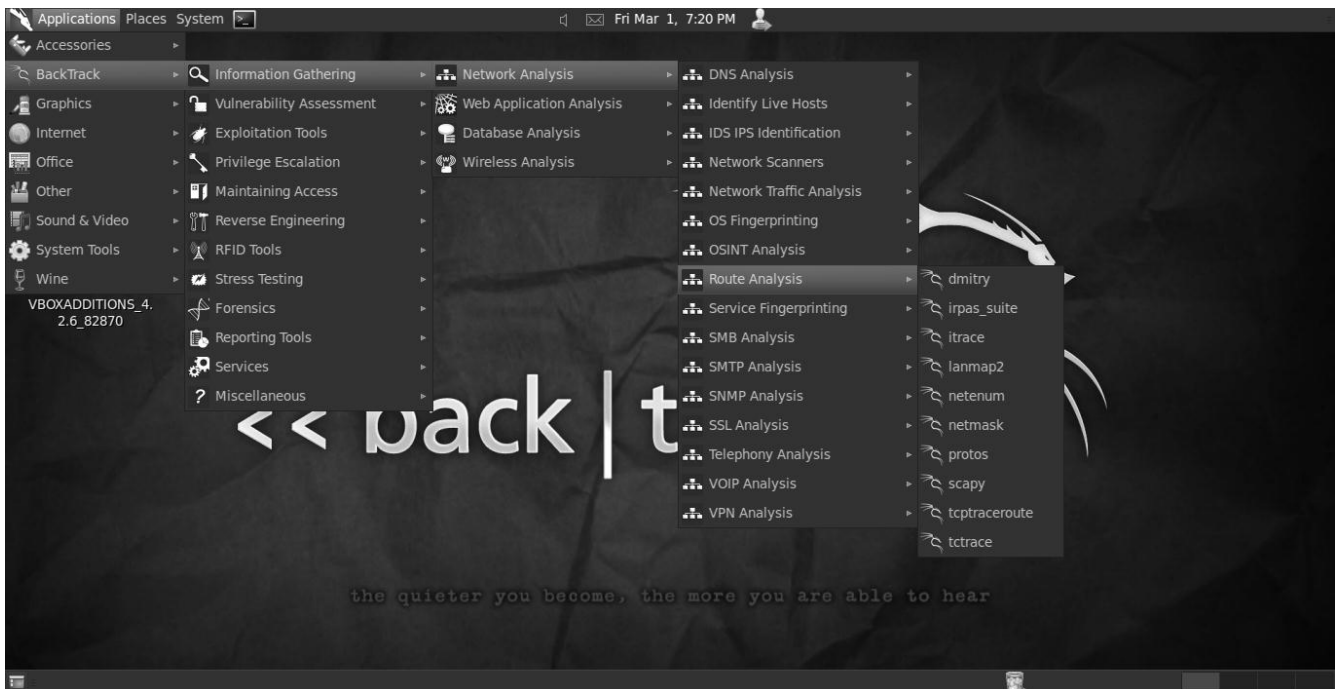 Applications Places System Fri Mar 1, 7:20 PM
Accessories
BackTrack
Graphics
Internet
Office
Other
Sound & Video
System Tools
Wine
VBOXADDITIONS_4.
2.6_82870
Information Gathering
Vulnerability Assessment
Exploitation Tools
Privilege Escalation
Maintaining Access
Reverse Engineering
RFID Tools
Stress Testing
Forensics
Reporting Tools
Services
Miscellaneous
Network Analysis
Web Application Analysis
Database Analysis
Wireless Analysis
DNS Analysis
Identify Live Hosts
IDS IPS Identification
Network Scanners
Network Traffic Analysis
OS Fingerprinting
OSINT Analysis
Route Analysis
Service Fingerprinting
SMB Analysis
SMTP Analysis
SNMP Analysis
SSL Analysis
Telephony Analysis
VOIP Analysis
VPN Analysis
dmitry
irpas_suite
itrace
lanmap2
netenum
netmask
protos
scapy
tcptraceroute
tctrace
<< back | t
the quieter you become, the more you are able to hear